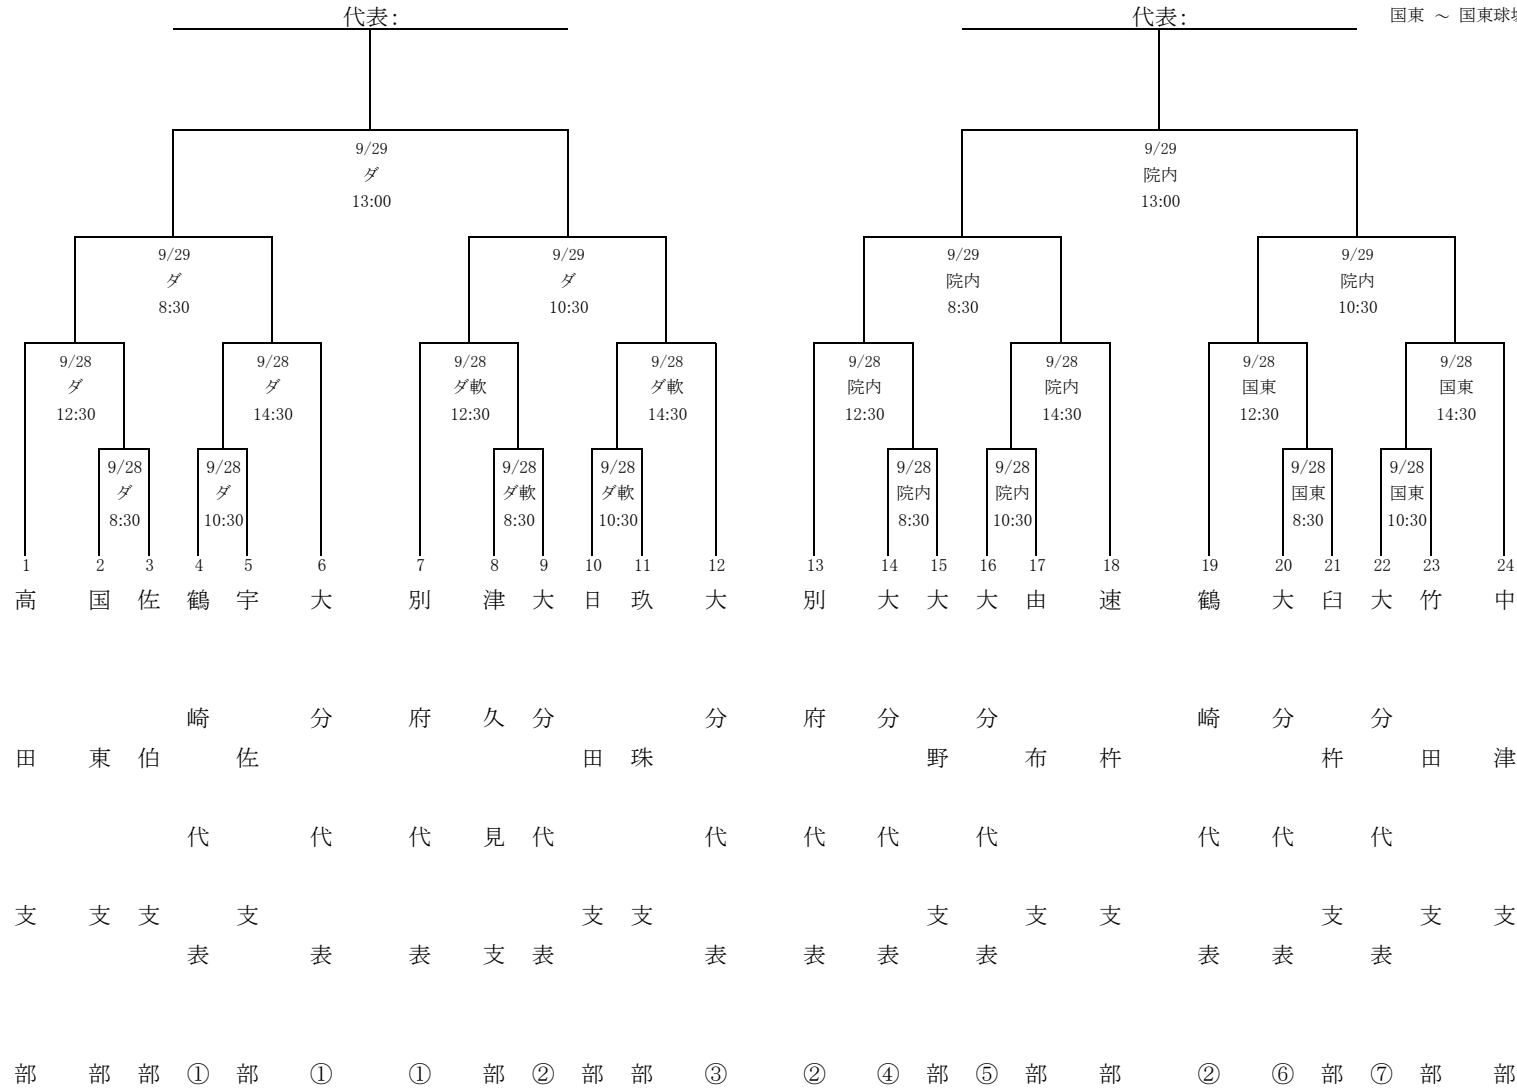 代表:
代表:
国東 ～ 国東球場
9/29
ダ
13:00
9/29
院内
13:00
9/29
ダ
8:30
9/29
ダ
10:30
9/29
院内
8:30
9/29
院内
10:30
9/28
ダ
12:30
9/28
ダ
14:30
9/28
ダ軟
12:30
9/28
ダ軟
14:30
9/28
院内
12:30
9/28
院内
14:30
9/28
国東
12:30
9/28
国東
14:30
9/28
ダ
8:30
9/28
ダ
10:30
9/28
ダ軟
8:30
9/28
ダ軟
10:30
9/28
院内
8:30
9/28
院内
10:30
9/28
国東
8:30
9/28
国東
10:30
1
高田支部
2
国東支部
3
佐伯支部
4
鶴崎代表①
5
宇佐支部
6
大分代表①
7
別府代表①
8
津久見支部
9
大分代表②
10
日田支部
11
玖珠支部
12
大分代表③
13
別府代表②
14
大分代表④
15
大野支部
16
大分代表⑤
17
由布支部
18
速杵支部
19
鶴崎代表②
20
大分代表⑥
21
臼杵支部
22
大分代表⑦
23
竹田支部
24
中津支部